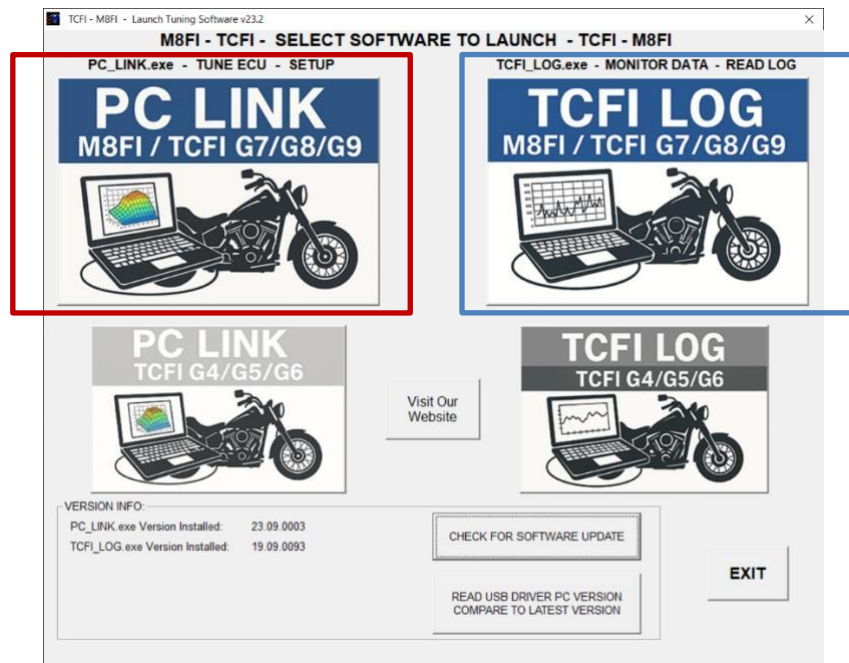 TCFI - M8FI - Launch Tuning Software v23.2
M8FI - TCFI - SELECT SOFTWARE TO LAUNCH - TCFI - M8FI
PC_LINK.exe - TUNE ECU - SETUP
TCFI_LOG.exe - MONITOR DATA - READ LOG
PC LINK
M8FI / TCFI G7/G8/G9
TCFI LOG
M8FI / TCFI G7/G8/G9
PC LINK
TCFI G4/G5/G6
Visit Our
Website
TCFI LOG
TCFI G4/G5/G6
VERSION INFO:
PC_LINK.exe Version Installed: 23.09.0003
TCFI_LOG.exe Version Installed: 19.09.0093
CHECK FOR SOFTWARE UPDATE
READ USB DRIVER PC VERSION
COMPARE TO LATEST VERSION
EXIT